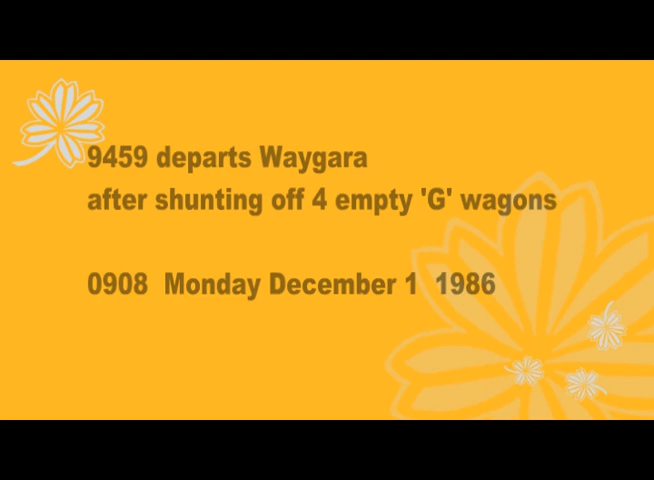 9459 departs Waygara
after shunting off 4 empty 'G' wagons
0908 Monday December 1 1986